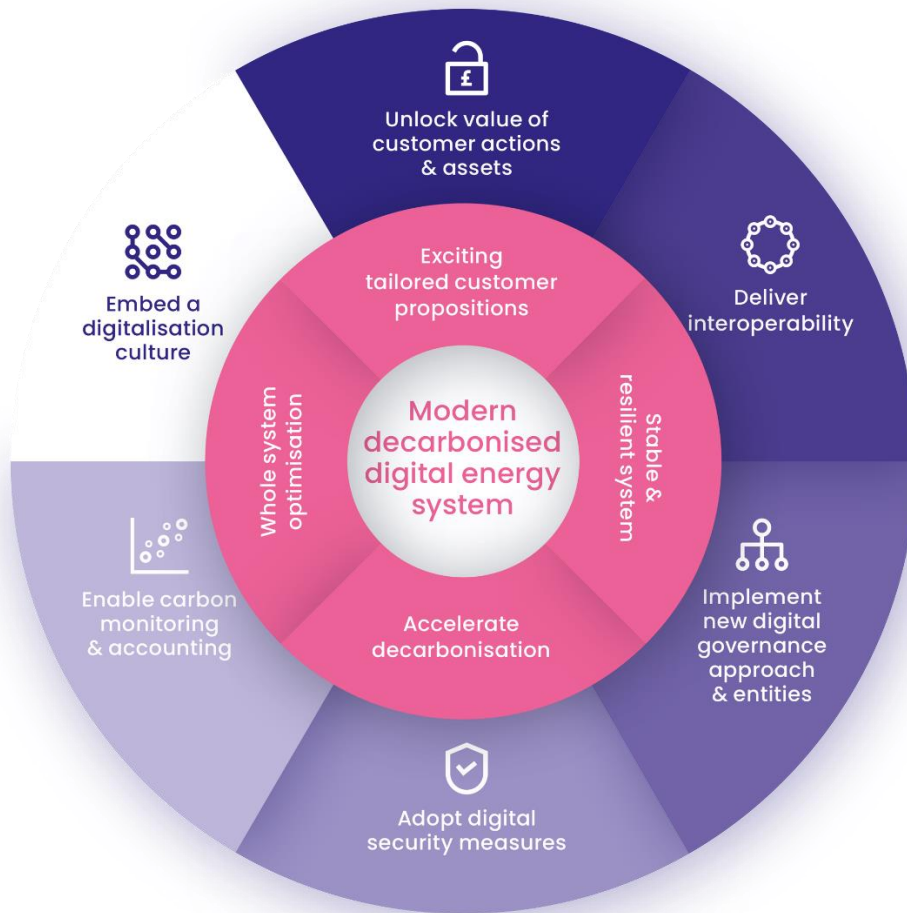 £
Unlock value of
customer actions
& assets
Deliver
interoperability
Implement
new digital
governance
approach
& entities
Adopt digital
security measures
Enable carbon
monitoring
& accounting
Embed a
digitalisation
culture
Exciting
tailored customer
propositions
Stable &
resilient system
Accelerate
decarbonisation
Whole system
optimisation
Modern
decarbonised
digital energy
system